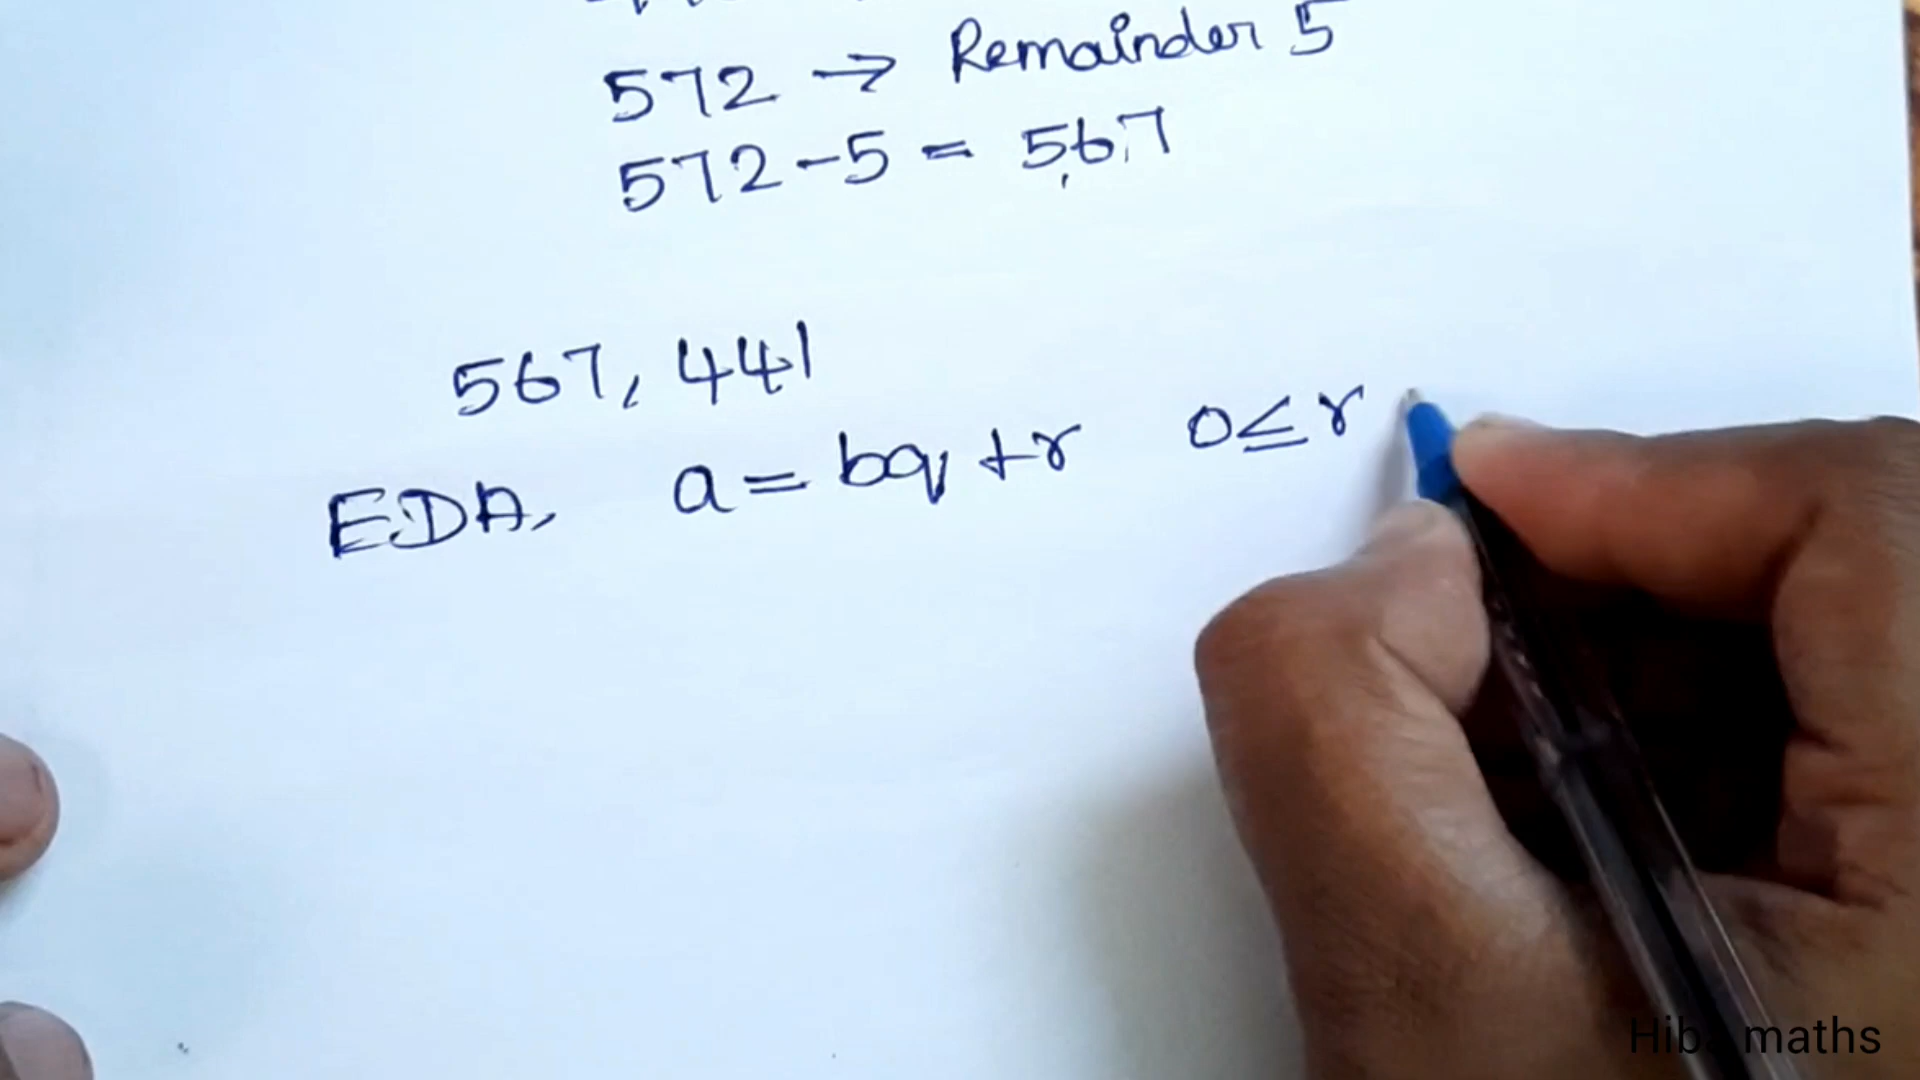 572 → Remainder 5
572-5 = 567
567, 441
EDA, a = bq + r 0≤r
Hiba maths